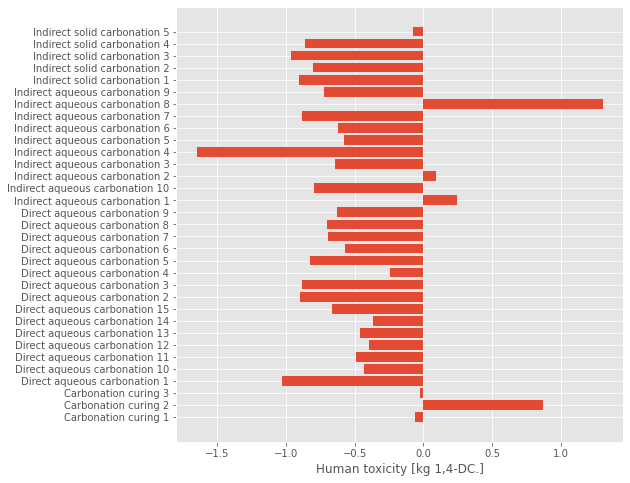 Indirect solid carbonation 5
Indirect solid carbonation 4
Indirect solid carbonation 3
Indirect solid carbonation 2
Indirect solid carbonation 1
Indirect aqueous carbonation 9
Indirect aqueous carbonation 8
Indirect aqueous carbonation 7
Indirect aqueous carbonation 6
Indirect aqueous carbonation 5
Indirect aqueous carbonation 4
Indirect aqueous carbonation 3
Indirect aqueous carbonation 2
Indirect aqueous carbonation 10
Indirect aqueous carbonation 1
Direct aqueous carbonation 9
Direct aqueous carbonation 8
Direct aqueous carbonation 7
Direct aqueous carbonation 6
Direct aqueous carbonation 5
Direct aqueous carbonation 4
Direct aqueous carbonation 3
Direct aqueous carbonation 2
Direct aqueous carbonation 15
Direct aqueous carbonation 14
Direct aqueous carbonation 13
Direct aqueous carbonation 12
Direct aqueous carbonation 11
Direct aqueous carbonation 10
Direct aqueous carbonation 1
Carbonation curing 3
Carbonation curing 2
Carbonation curing 1
−1.5 −1.0 −0.5 0.0 0.5 1.0
Human toxicity [kg 1,4-DC.]